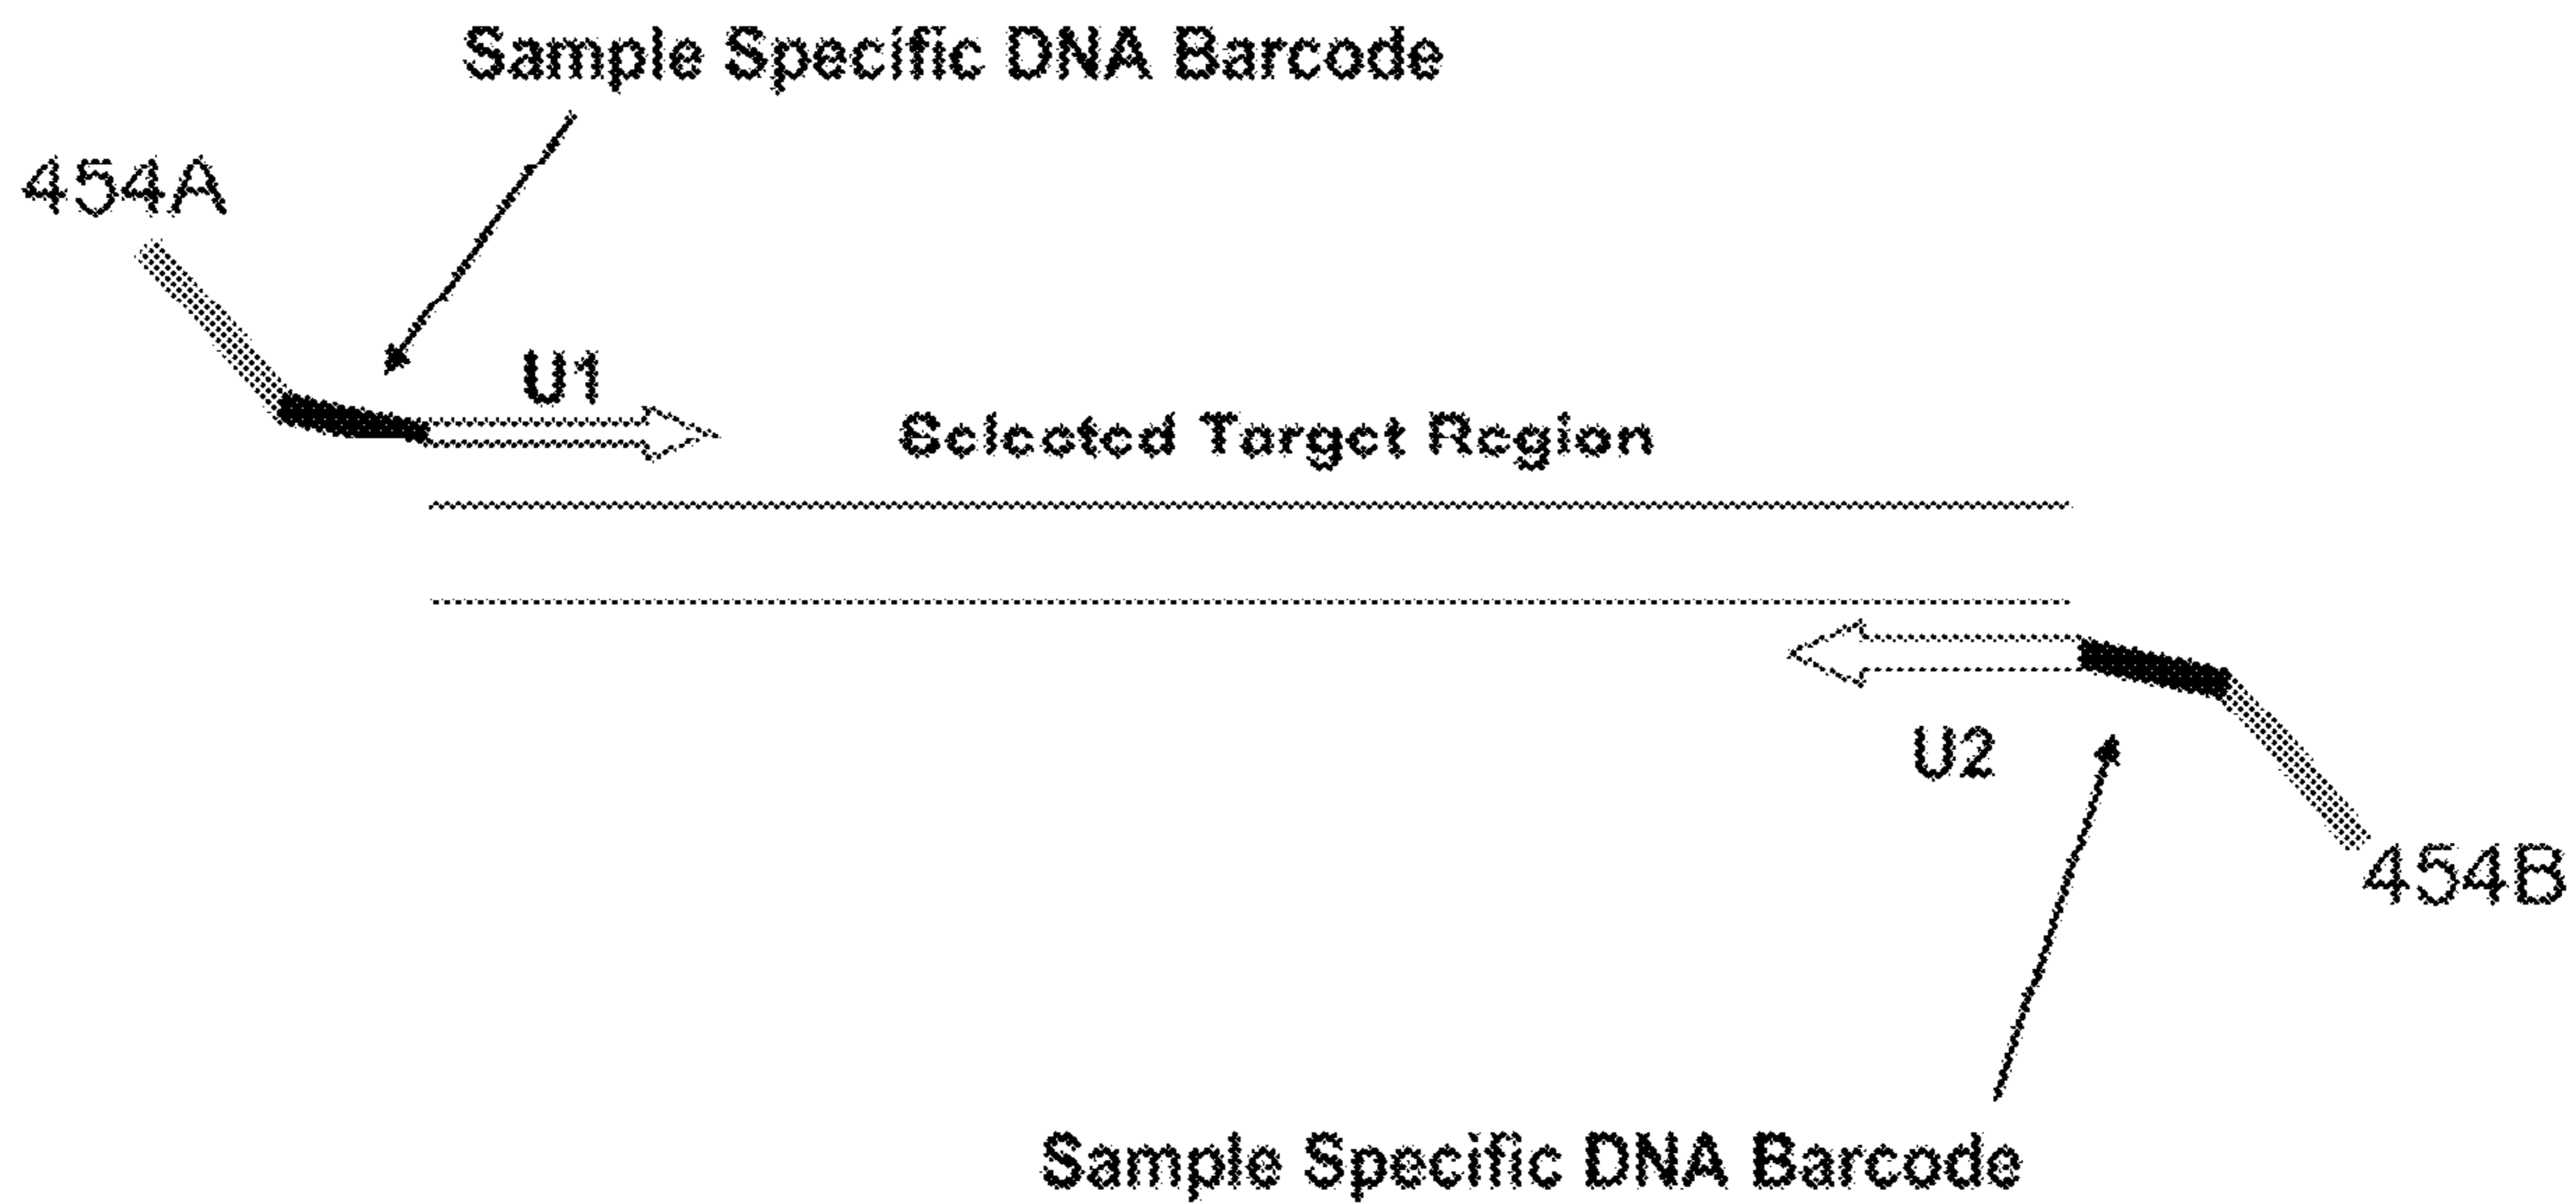 Sample Specific DNA Barcode
454A
U1
Selected Target Region
U2
454B
Sample Specific DNA Barcode